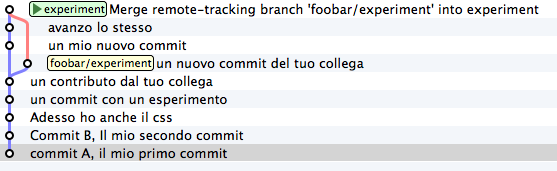 experiment Merge remote-tracking branch 'foobar/experiment' into experiment
avanzo lo stesso
un mio nuovo commit
foobar/experiment un nuovo commit del tuo collega
un contributo dal tuo collega
un commit con un esperimento
Adesso ho anche il css
Commit B, Il mio secondo commit
commit A, il mio primo commit